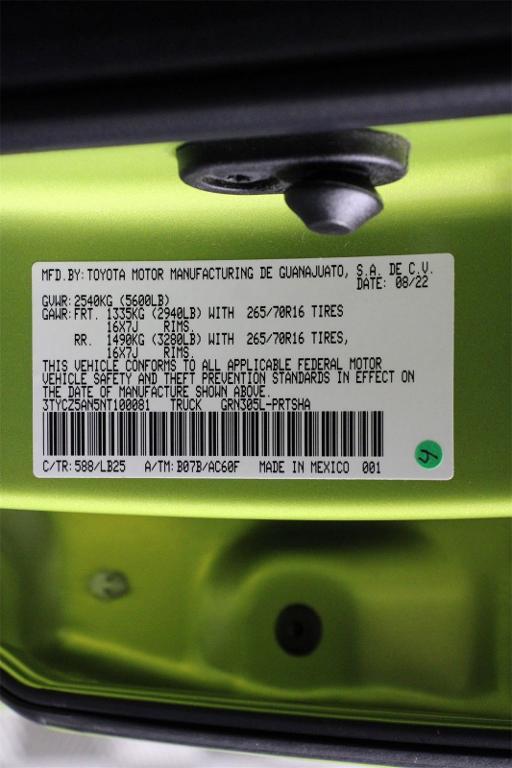 MFD.BY: TOYOTA MOTOR MANUFACTURING DE GUANAJUATO, S.A. DE C.V.
DATE: 08/22
GVWR: 2540KG (5600LB)
GAWR: FRT. 1335KG (2940LB) WITH 265/70R16 TIRES
16X7J RIMS,
RR. 1490KG (3280LB) WITH 265/70R16 TIRES,
16X7J RIMS.
THIS VEHICLE CONFORMS TO ALL APPLICABLE FEDERAL MOTOR
VEHICLE SAFETY AND THEFT PREVENTION STANDARDS IN EFFECT ON
THE DATE OF MANUFACTURE SHOWN ABOVE.
3TYCZ5AN5NT100081 TRUCK GRN305L-PRTSHA
C/TR: 588/LB25 A/TM: B07B/AC60F MADE IN MEXICO 001
4